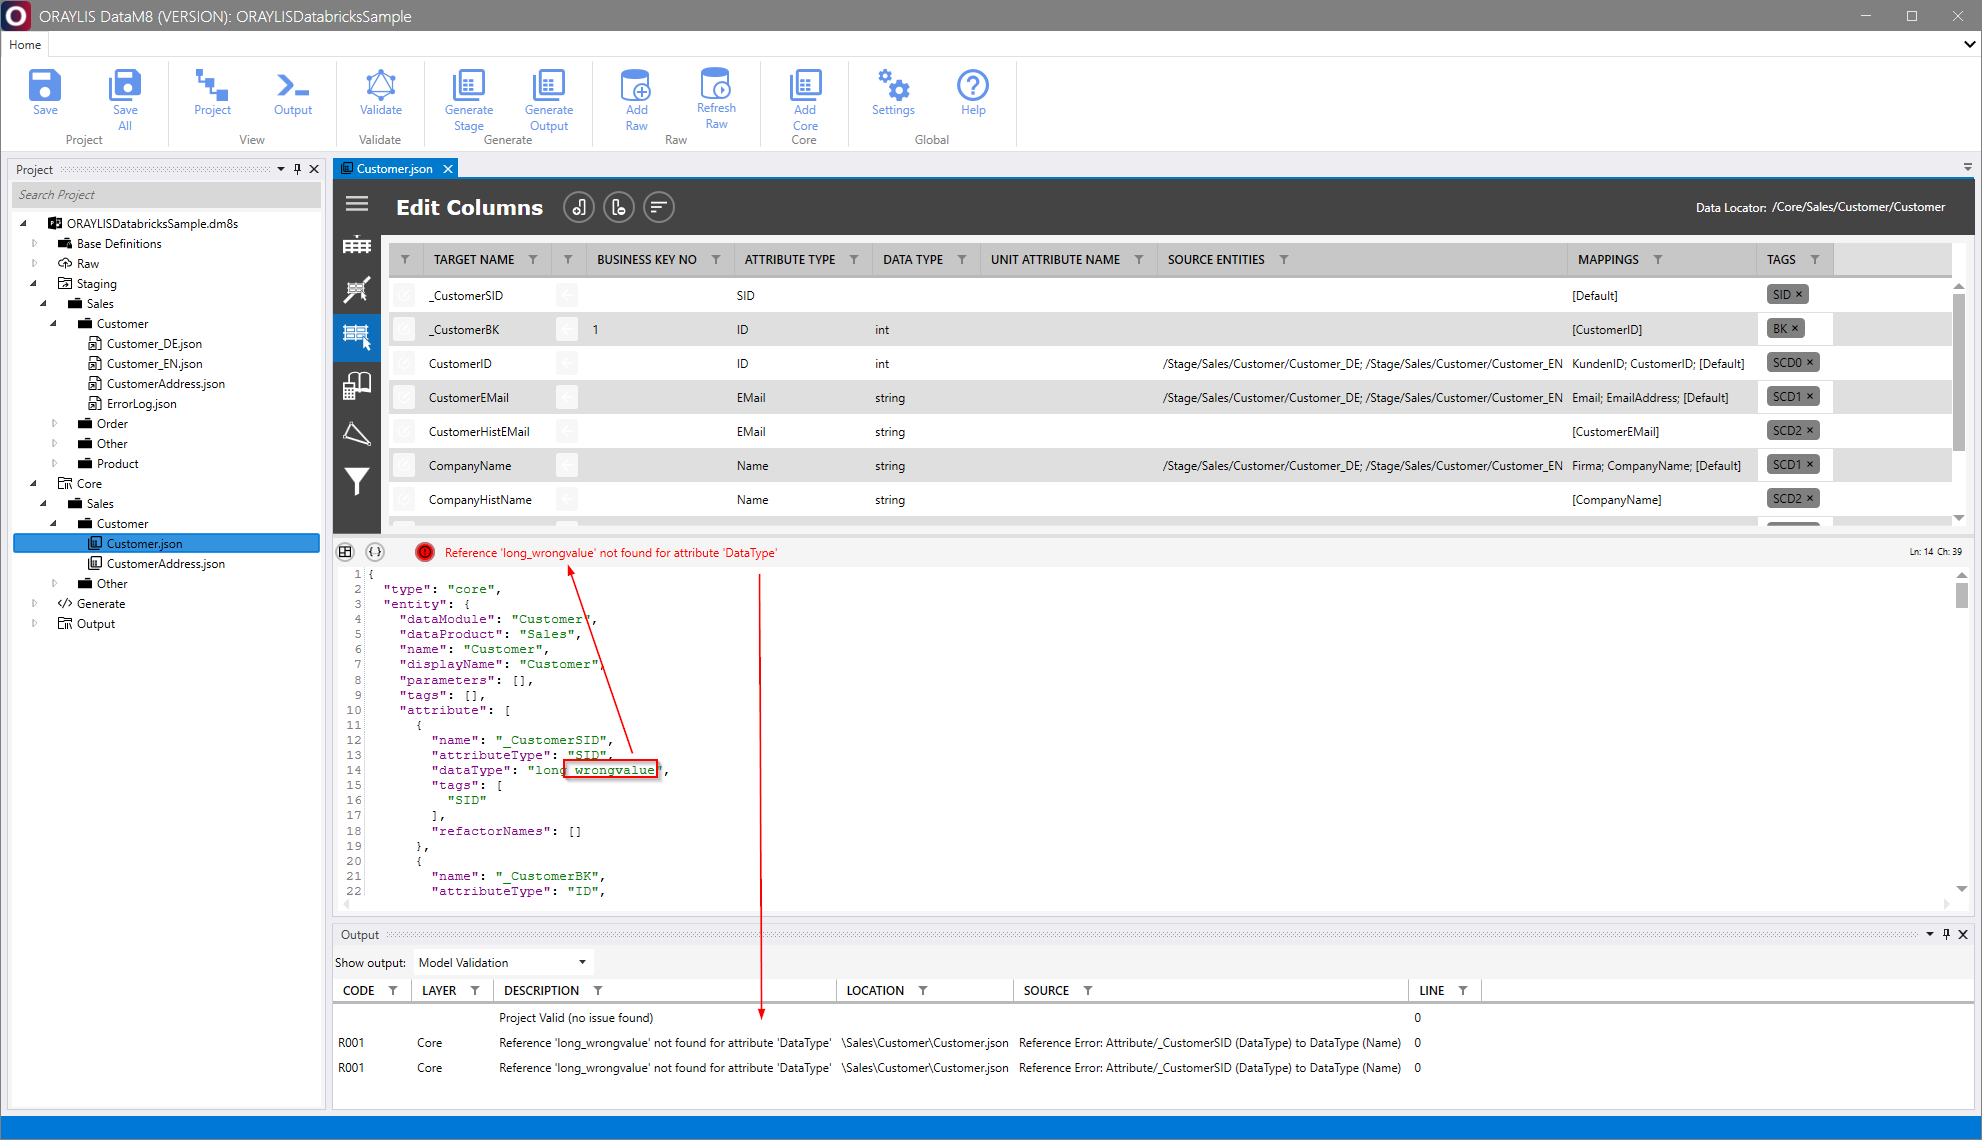 ORAYLIS DataM8 (VERSION): ORAYLISDatabricksSample
Home
Save
Save All
Project
Project
Output
View
Validate
Validate
Generate Stage
Generate Output
Generate
Add Raw
Refresh Raw
Raw
Add Core
Core
Settings
Help
Global
Project
Search Project
ORAYLISDatabricksSample.dm8s
Base Definitions
Raw
Staging
Sales
Customer
Customer_DE.json
Customer_EN.json
CustomerAddress.json
ErrorLog.json
Order
Other
Product
Core
Sales
Customer
Customer.json
CustomerAddress.json
Other
Generate
Output
Customer.json
Edit Columns
Data Locator: /Core/Sales/Customer/Customer
TARGET NAME BUSINESS KEY NO ATTRIBUTE TYPE DATA TYPE UNIT ATTRIBUTE NAME SOURCE ENTITIES MAPPINGS TAGS
_CustomerSID SID [Default] SID ×
_CustomerBK 1 ID int [CustomerID] BK ×
CustomerID ID int /Stage/Sales/Customer/Customer_DE; /Stage/Sales/Customer/Customer_EN KundenID; CustomerID; [Default] SCD0 ×
CustomerEMail EMail string /Stage/Sales/Customer/Customer_DE; /Stage/Sales/Customer/Customer_EN Email; EmailAddress; [Default] SCD1 ×
CustomerHistEMail EMail string [CustomerEMail] SCD2 ×
CompanyName Name string /Stage/Sales/Customer/Customer_DE; /Stage/Sales/Customer/Customer_EN Firma; CompanyName; [Default] SCD1 ×
CompanyHistName Name string [CompanyName] SCD2 ×
Reference 'long_wrongvalue' not found for attribute 'DataType'
Ln: 14 Ch: 39
1 {
2 "type": "core",
3 "entity": {
4 "dataModule": "Customer",
5 "dataProduct": "Sales",
6 "name": "Customer",
7 "displayName": "Customer",
8 "parameters": [],
9 "tags": [],
10 "attribute": [
11 {
12 "name": "_CustomerSID",
13 "attributeType": "SID",
14 "dataType": "long_wrongvalue",
15 "tags": [
16 "SID"
17 ],
18 "refactorNames": []
19 },
20 {
21 "name": "_CustomerBK",
22 "attributeType": "ID",
Output
Show output: Model Validation
CODE LAYER DESCRIPTION LOCATION SOURCE LINE
Project Valid (no issue found) 0
R001 Core Reference 'long_wrongvalue' not found for attribute 'DataType' \Sales\Customer\Customer.json Reference Error: Attribute/_CustomerSID (DataType) to DataType (Name) 0
R001 Core Reference 'long_wrongvalue' not found for attribute 'DataType' \Sales\Customer\Customer.json Reference Error: Attribute/_CustomerSID (DataType) to DataType (Name) 0